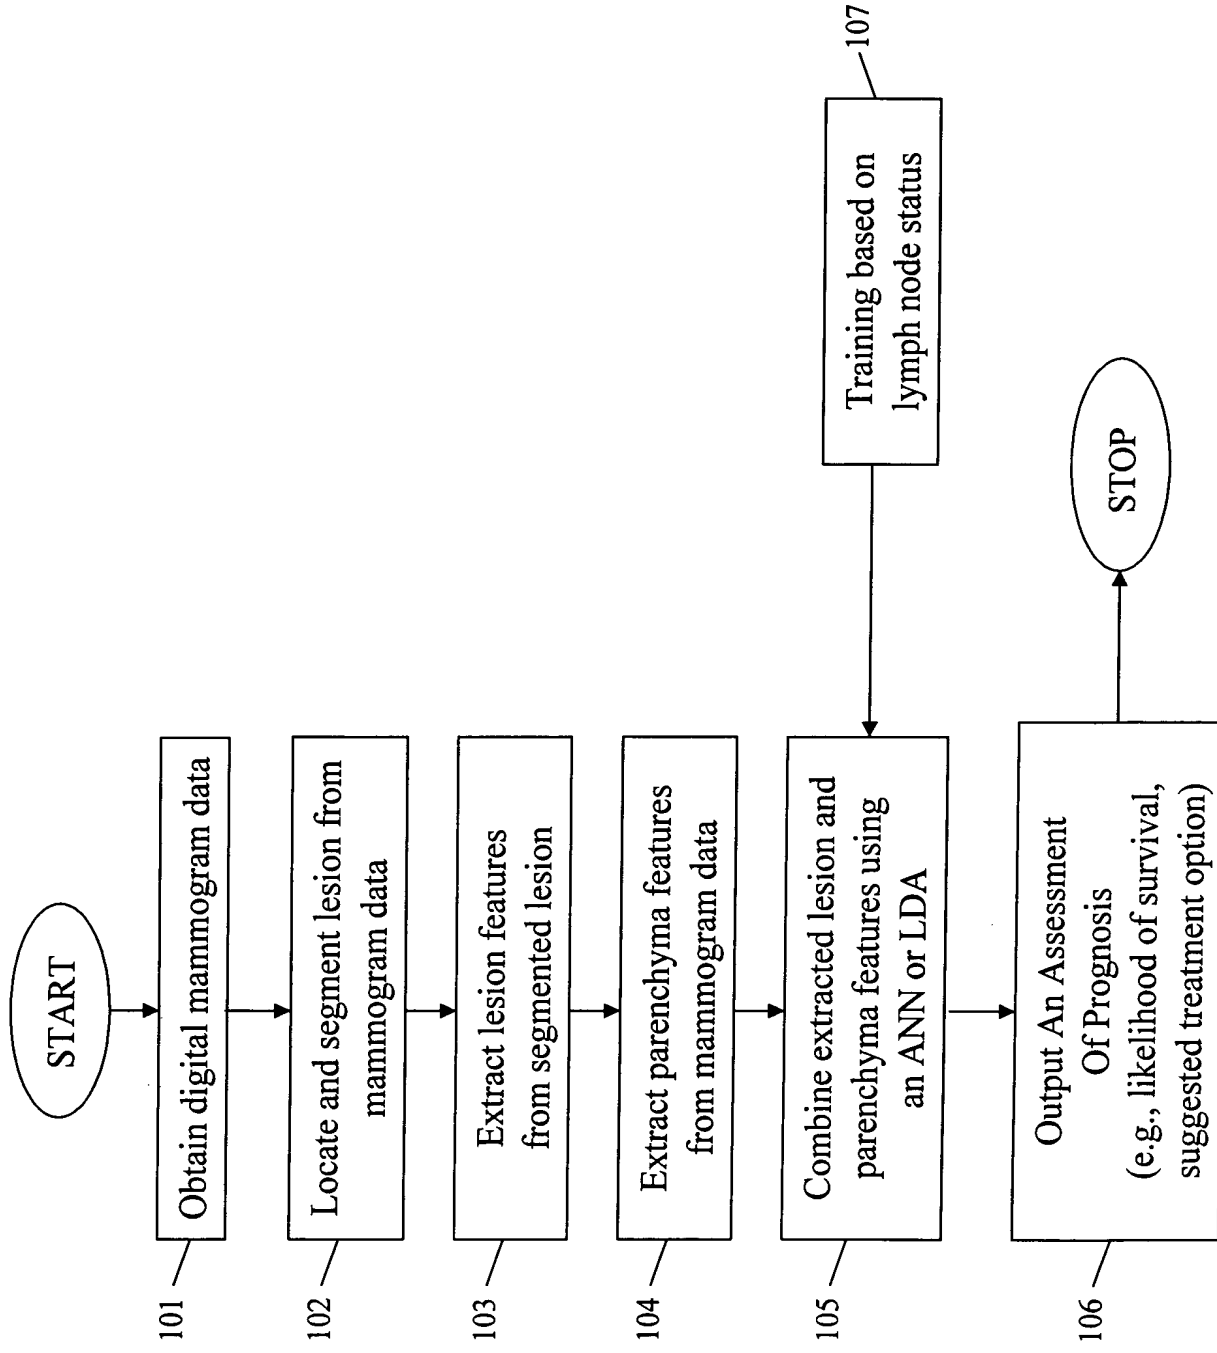 START
101
Obtain digital mammogram data
102
Locate and segment lesion from
mammogram data
103
Extract lesion features
from segmented lesion
104
Extract parenchyma features
from mammogram data
105
Combine extracted lesion and
parenchyma features using
an ANN or LDA
107
Training based on
lymph node status
106
Output An Assessment
Of Prognosis
(e.g., likelihood of survival,
suggested treatment option)
STOP